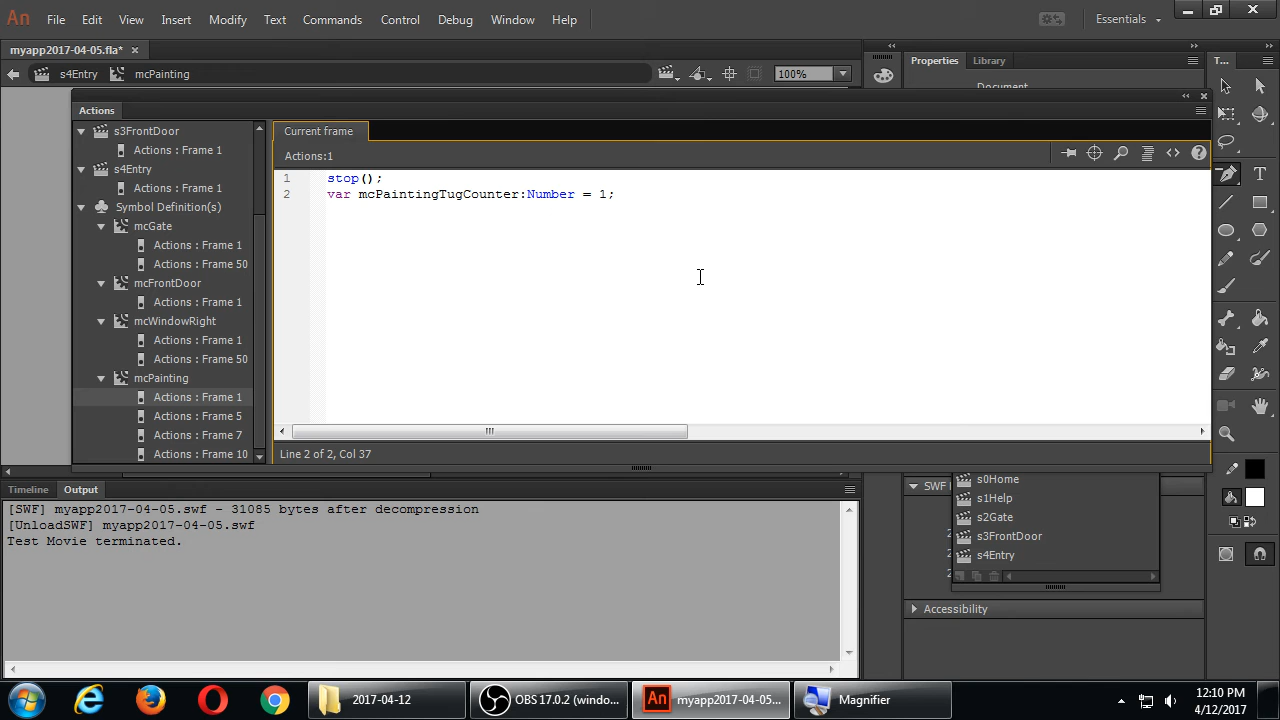 An File Edit View Insert Modify Text Commands Control Debug Window Help Essentials
myapp2017-04-05.fla* ×
s4Entry mcPainting 100% Properties Library T...
Document
Actions
s3FrontDoor
Actions : Frame 1
s4Entry
Actions : Frame 1
Symbol Definition(s)
mcGate
Actions : Frame 1
Actions : Frame 50
mcFrontDoor
Actions : Frame 1
mcWindowRight
Actions : Frame 1
Actions : Frame 50
mcPainting
Actions : Frame 1
Actions : Frame 5
Actions : Frame 7
Actions : Frame 10
Current frame
Actions:1
1 stop();
2 var mcPaintingTugCounter:Number = 1;
Line 2 of 2, Col 37
Timeline Output
[SWF] myapp2017-04-05.swf - 31085 bytes after decompression
[UnloadSWF] myapp2017-04-05.swf
Test Movie terminated.
SWF
s0Home
s1Help
s2Gate
s3FrontDoor
s4Entry
Accessibility
2017-04-12 OBS 17.0.2 (windo... An myapp2017-04-05... Magnifier
12:10 PM
4/12/2017